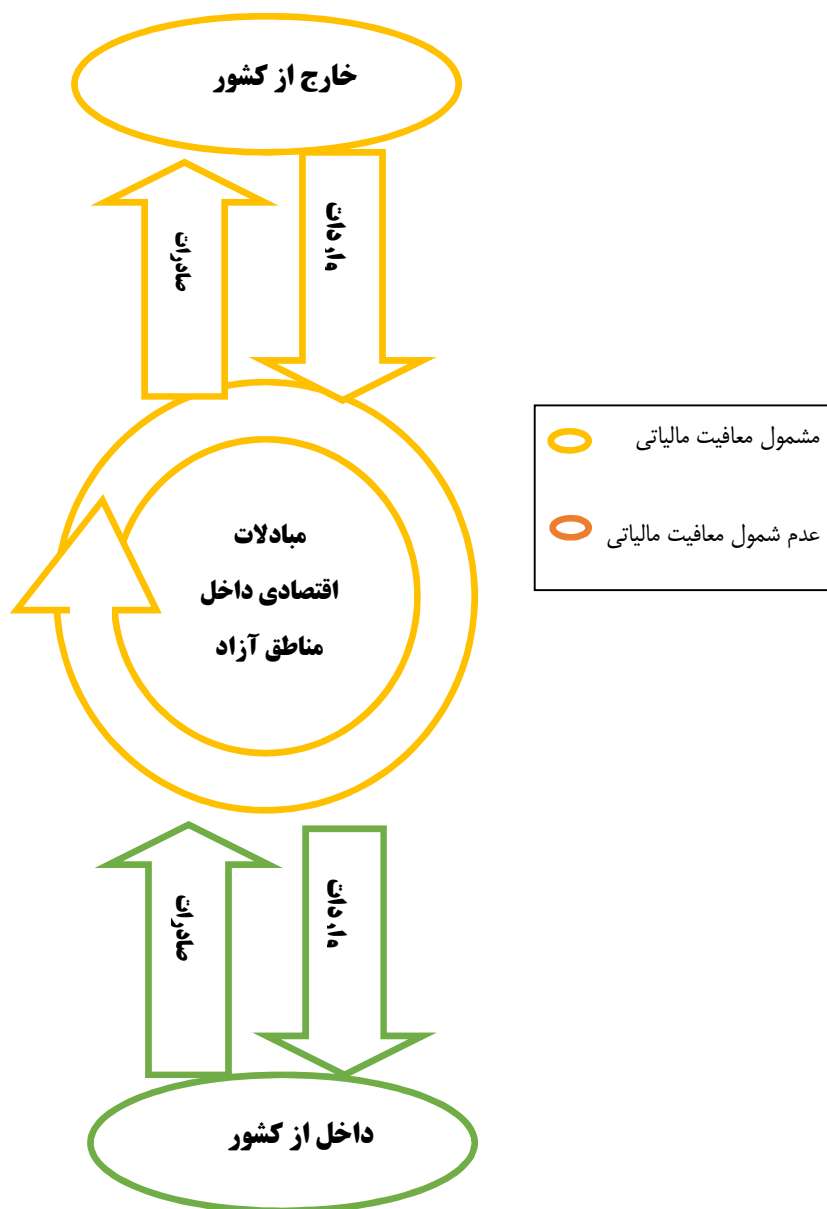 خارج از کشور
صادرات
واردات
مشمول معافیت مالیاتی
عدم شمول معافیت مالیاتی
مبادلات
اقتصادی داخل
مناطق آزاد
صادرات
واردات
داخل از کشور